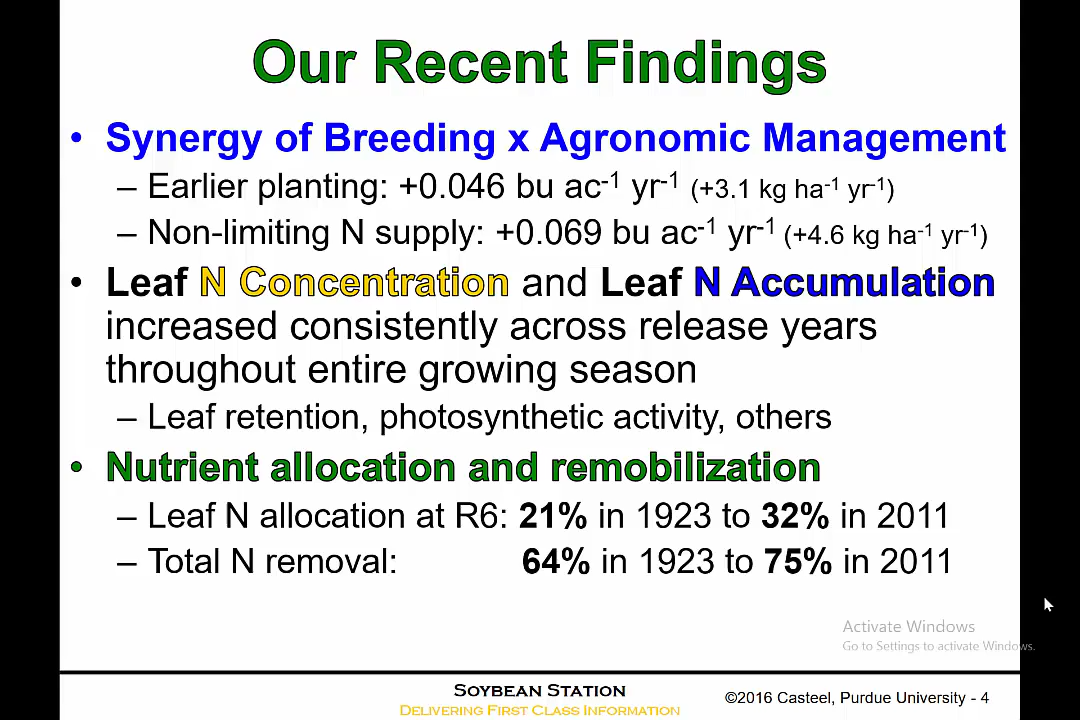 Our Recent Findings
• Synergy of Breeding x Agronomic Management
– Earlier planting: +0.046 bu ac-1 yr-1 (+3.1 kg ha-1 yr-1)
– Non-limiting N supply: +0.069 bu ac-1 yr-1 (+4.6 kg ha-1 yr-1)
• Leaf N Concentration and Leaf N Accumulation
increased consistently across release years
throughout entire growing season
– Leaf retention, photosynthetic activity, others
• Nutrient allocation and remobilization
– Leaf N allocation at R6: 21% in 1923 to 32% in 2011
– Total N removal: 64% in 1923 to 75% in 2011
Activate Windows
Go to Settings to activate Windows.
Soybean Station
Delivering First Class Information
©2016 Casteel, Purdue University - 4